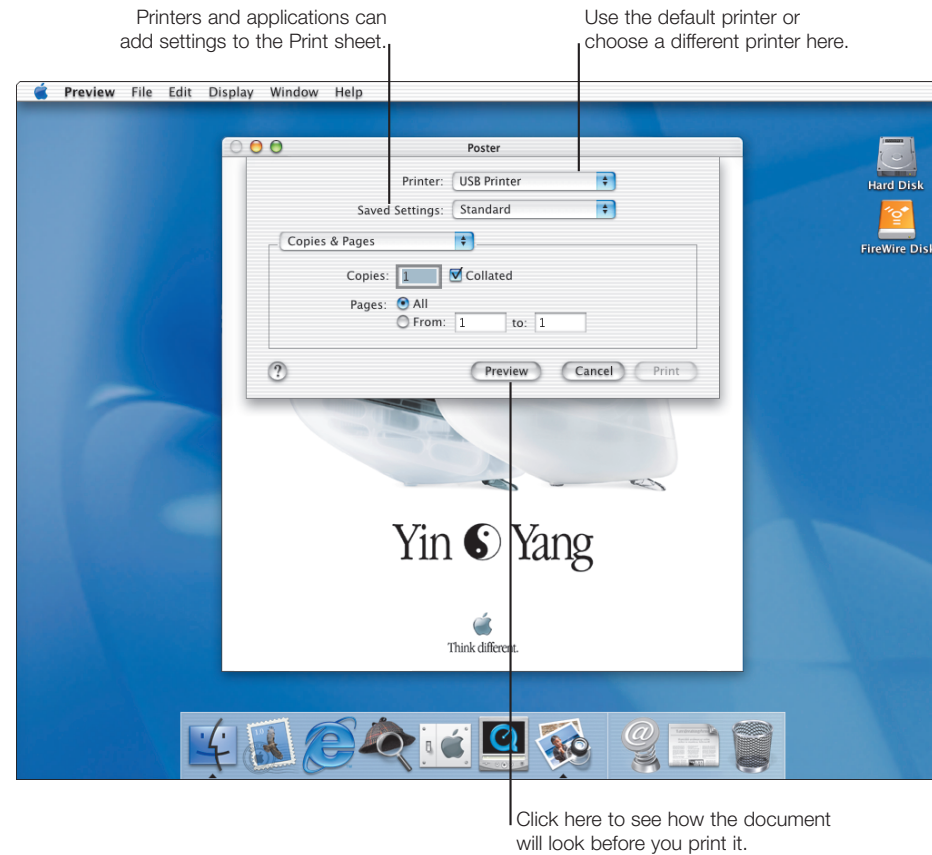 Printers and applications can
add settings to the Print sheet.
Use the default printer or
choose a different printer here.
Preview File Edit Display Window Help
Poster
Printer: USB Printer
Saved Settings: Standard
Copies & Pages
Copies: 1 Collated
Pages: All
From: 1 to: 1
? Preview Cancel Print
Hard Disk
FireWire Disk
Yin Yang
Think different.
1.0
@
Click here to see how the document
will look before you print it.